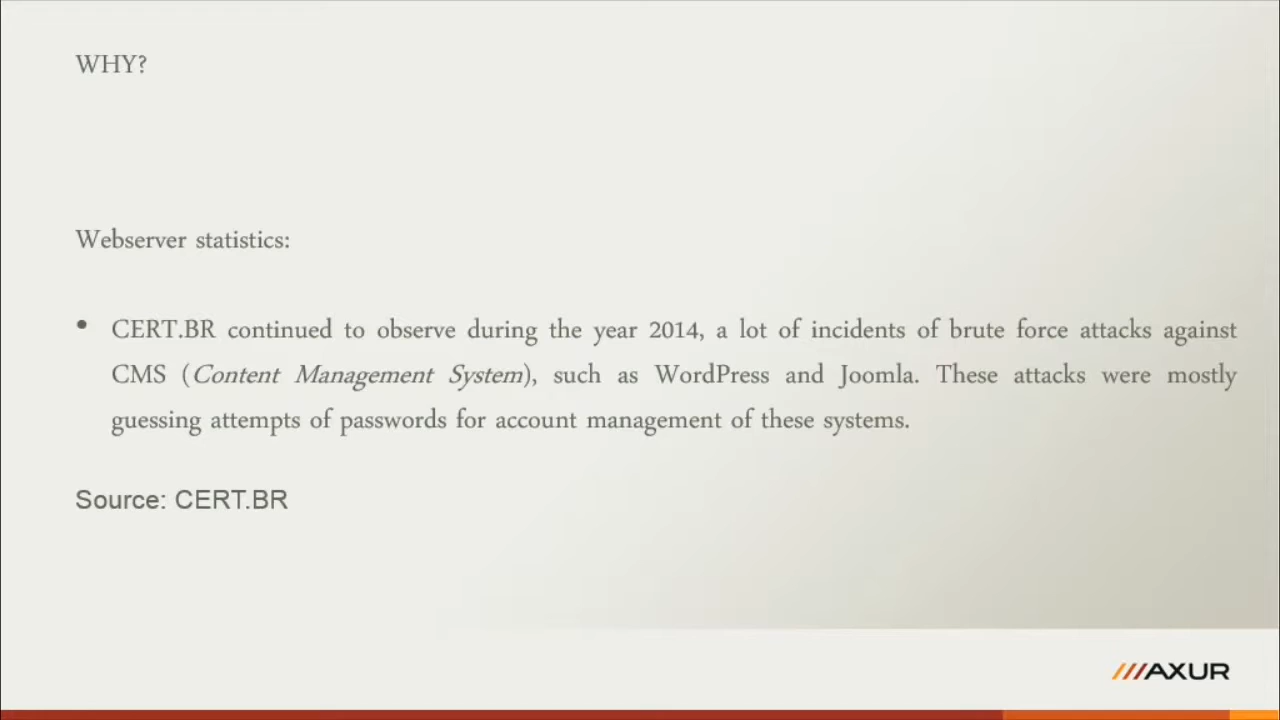 WHY?
Webserver statistics:
• CERT.BR continued to observe during the year 2014, a lot of incidents of brute force attacks against
CMS (Content Management System), such as WordPress and Joomla. These attacks were mostly
guessing attempts of passwords for account management of these systems.
Source: CERT.BR
AXUR